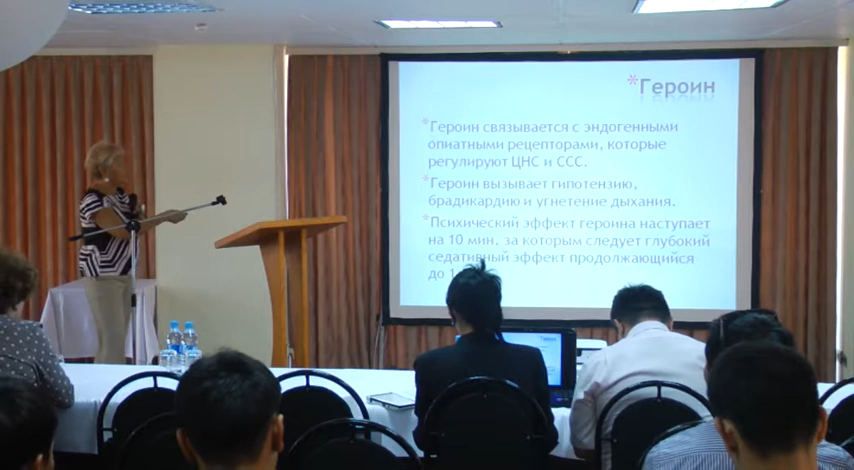 *Героин
*Героин связывается с эндогенными
опиатными рецепторами, которые
регулируют ЦНС и ССС.
*Героин вызывает гипотензию,
брадикардию и угнетение дыхания.
*Психический эффект героина наступает
на 10 мин, за которым следует глубокий
седативный эффект продолжающийся
до